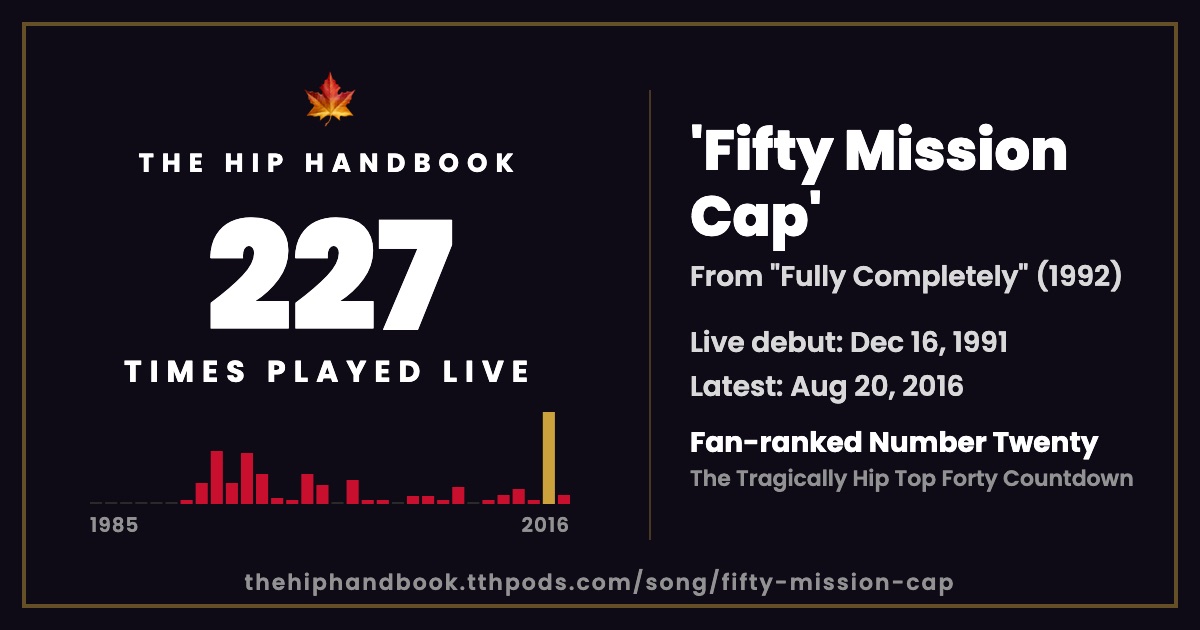 THE HIP HANDBOOK
227
TIMES PLAYED LIVE
1985
2016
'Fifty Mission
Cap'
From "Fully Completely" (1992)
Live debut: Dec 16, 1991
Latest: Aug 20, 2016
Fan-ranked Number Twenty
The Tragically Hip Top Forty Countdown
thehiphandbook.tthpods.com/song/fifty-mission-cap